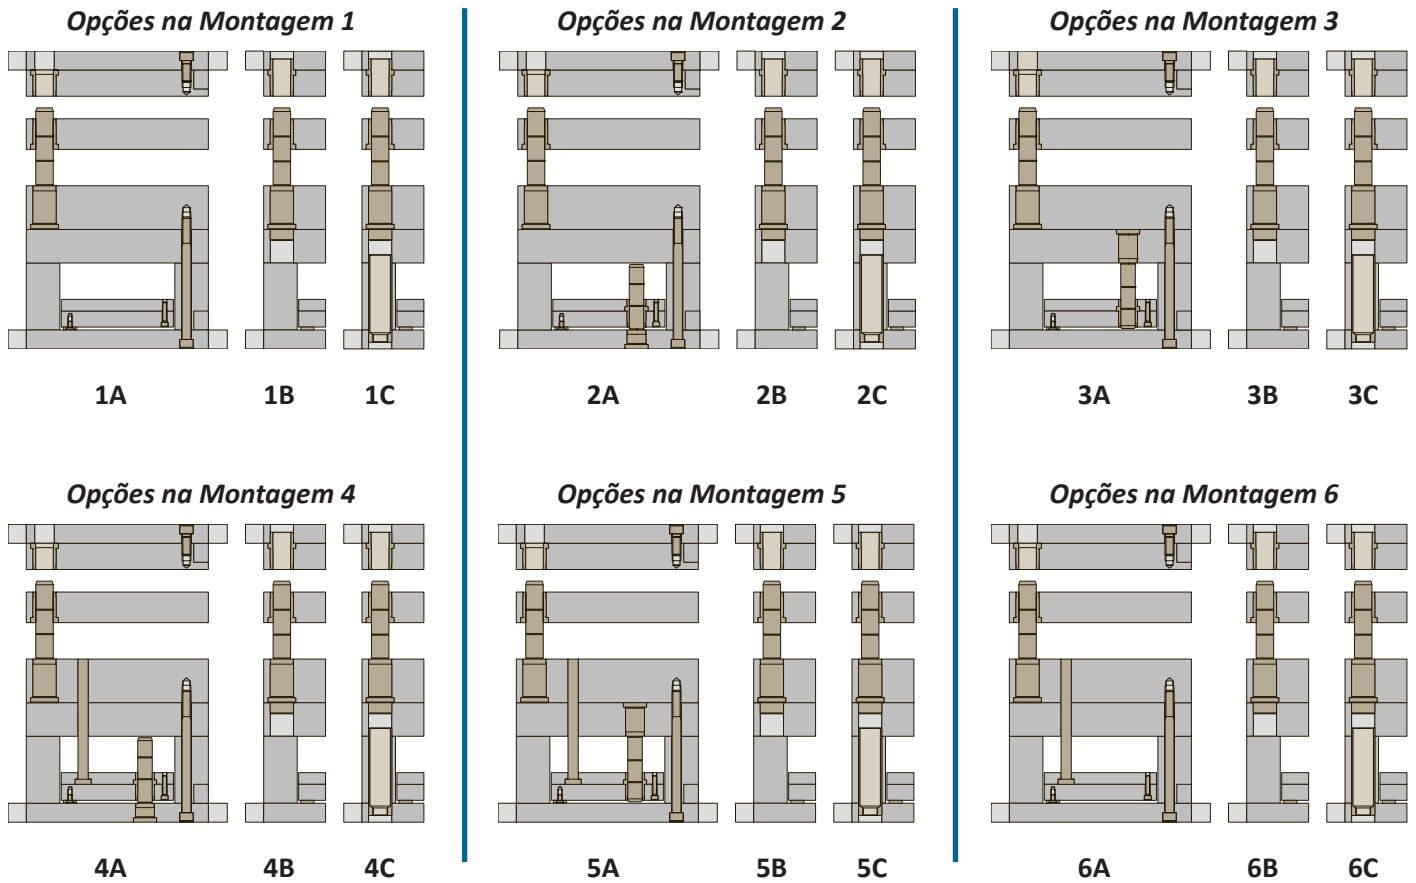 Opções na Montagem 1
Opções na Montagem 2
Opções na Montagem 3
1A
1B
1C
2A
2B
2C
3A
3B
3C
Opções na Montagem 4
Opções na Montagem 5
Opções na Montagem 6
4A
4B
4C
5A
5B
5C
6A
6B
6C